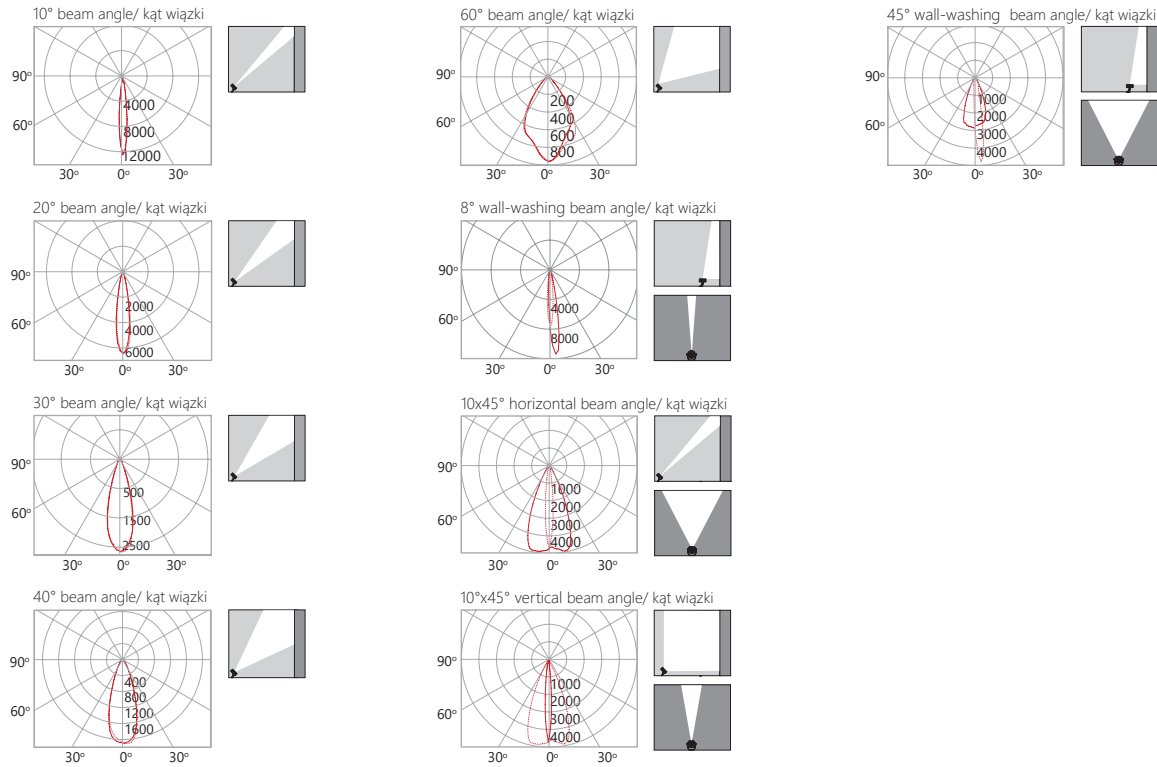 10° beam angle/ kąt wiązki
90°
60°
4000
8000
12000
30° 0° 30°
20° beam angle/ kąt wiązki
90°
60°
2000
4000
6000
30° 0° 30°
30° beam angle/ kąt wiązki
90°
60°
500
1500
2500
30° 0° 30°
40° beam angle/ kąt wiązki
90°
60°
400
800
1200
1600
30° 0° 30°
60° beam angle/ kąt wiązki
90°
60°
200
400
600
800
30° 0° 30°
8° wall-washing beam angle/ kąt wiązki
90°
60°
4000
8000
30° 0° 30°
10x45° horizontal beam angle/ kąt wiązki
90°
60°
1000
2000
3000
4000
30° 0° 30°
10°x45° vertical beam angle/ kąt wiązki
90°
60°
1000
2000
3000
4000
30° 0° 30°
45° wall-washing beam angle/ kąt wiązki
90°
60°
1000
2000
3000
4000
30° 0° 30°